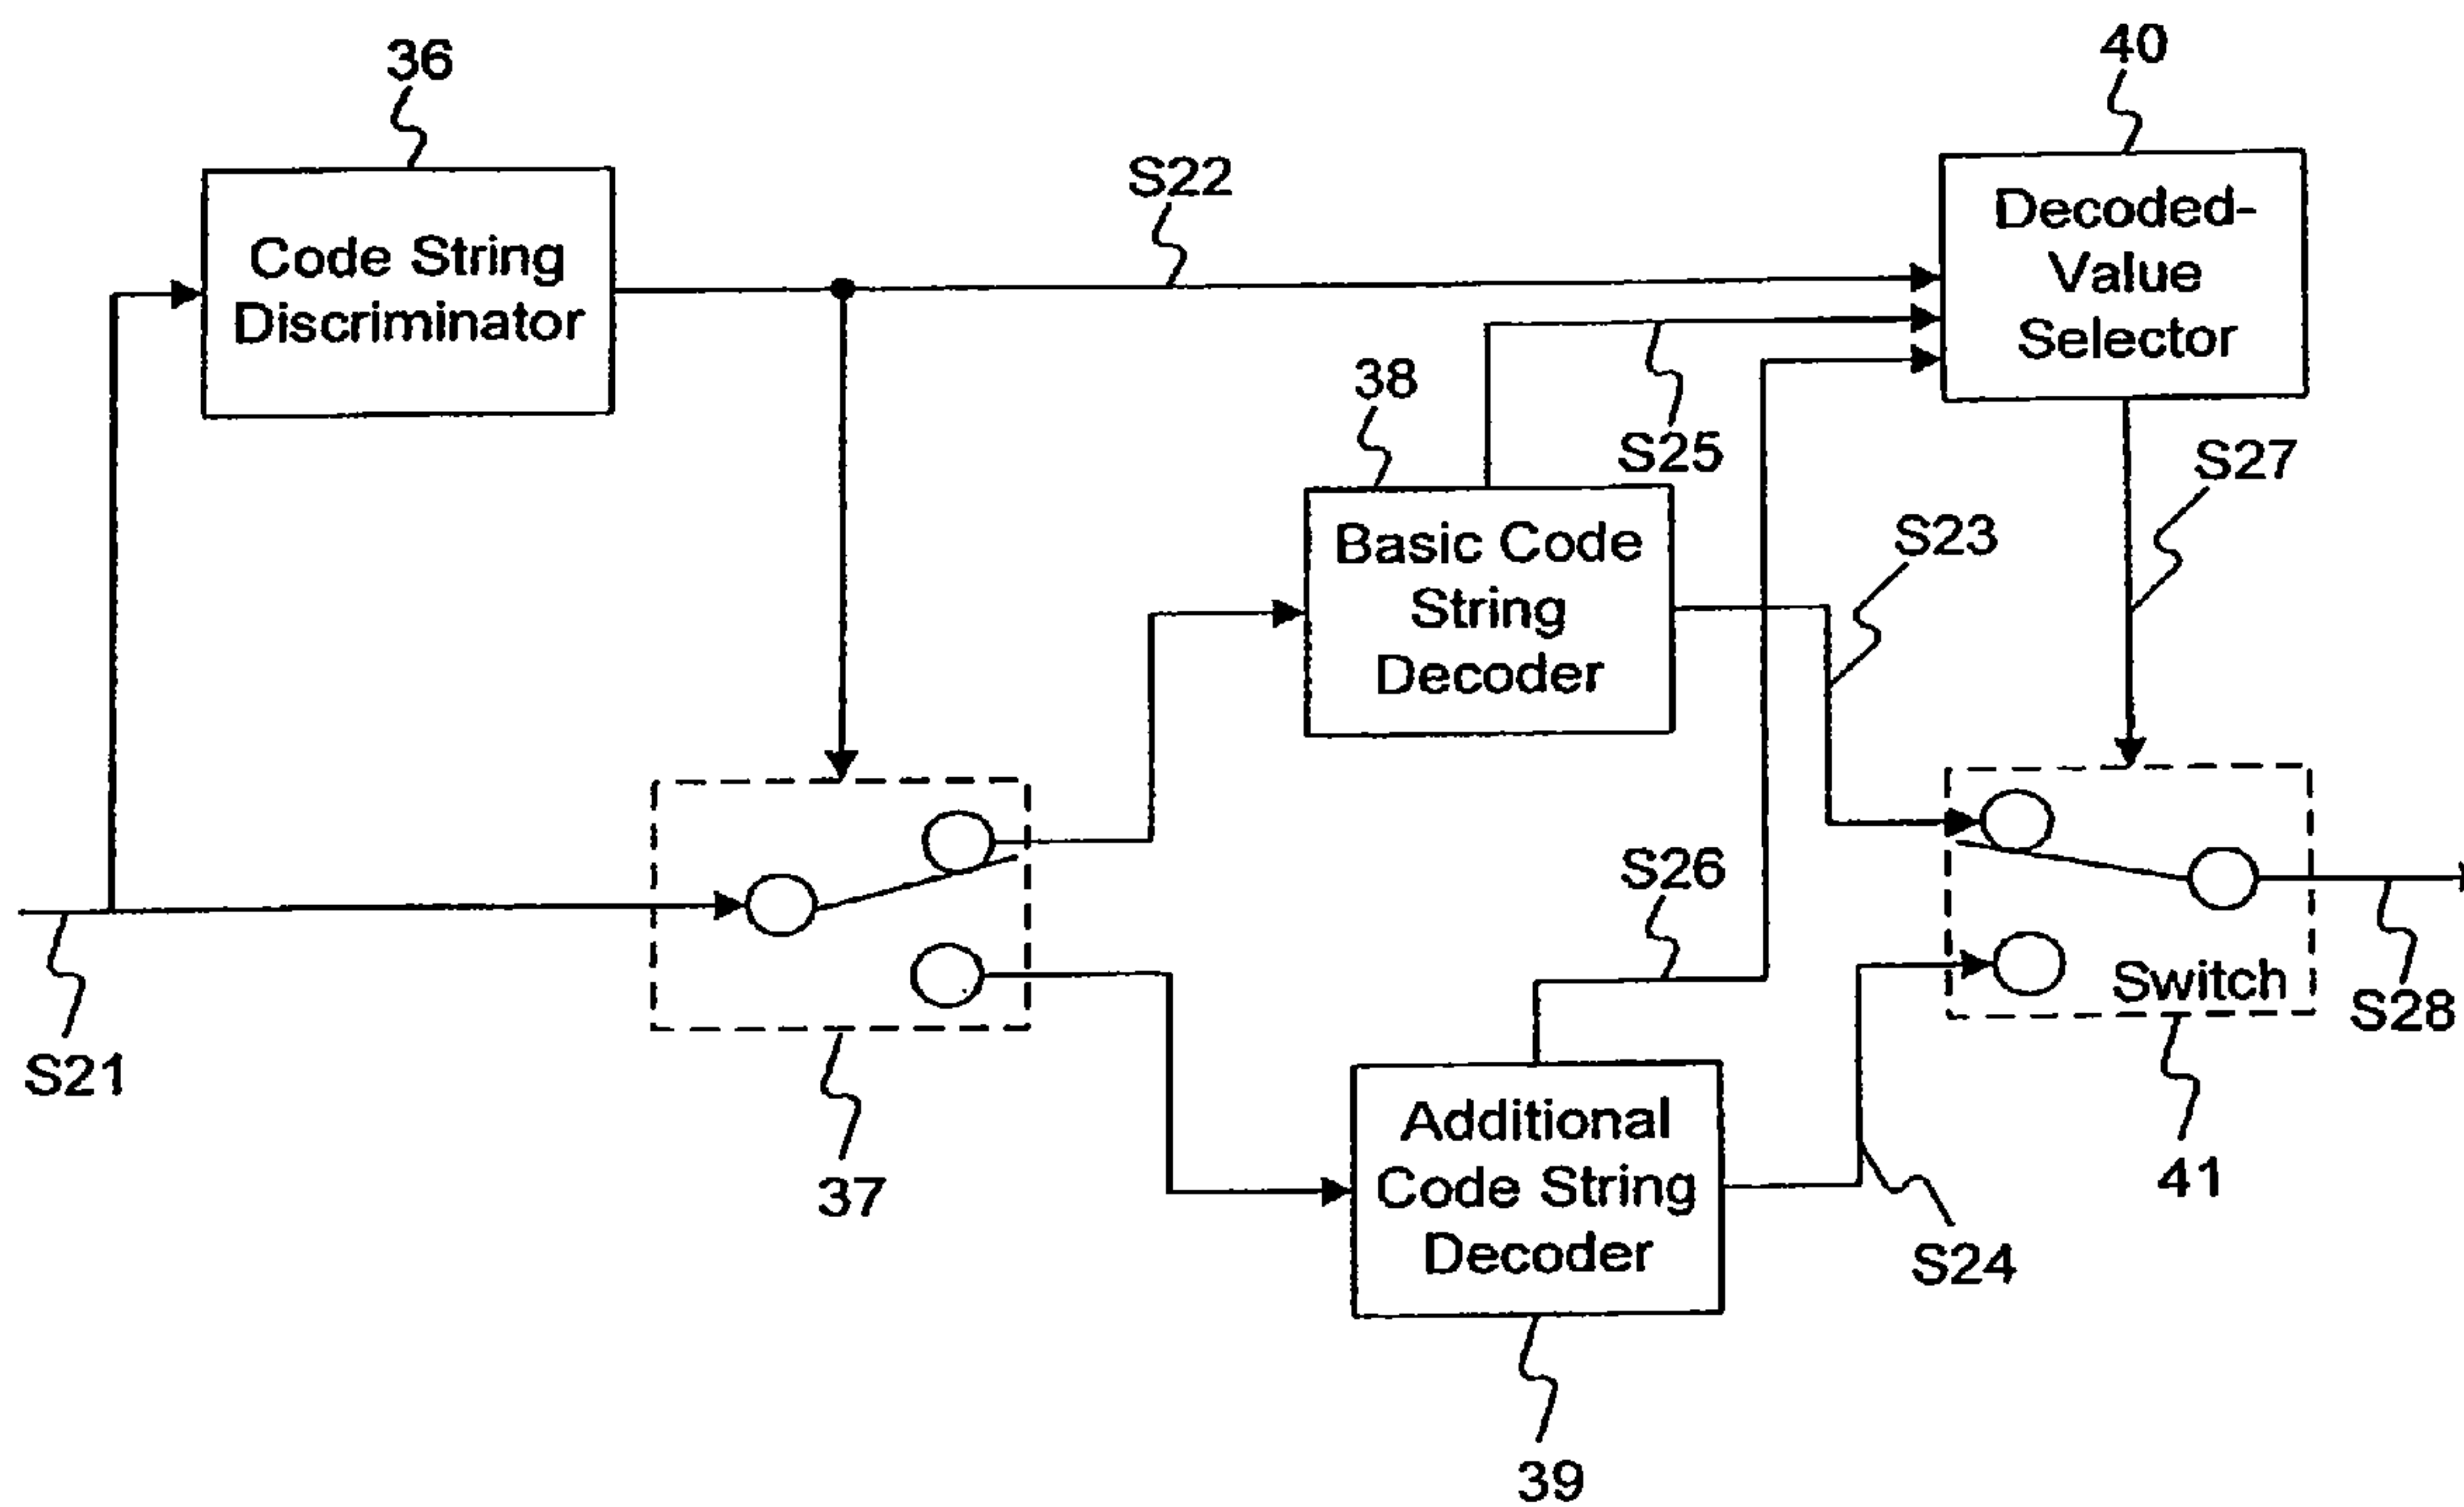 36
40
S22
Code String
Discriminator
Decoded-
Value
Selector
38
S25
S27
Basic Code
String
Decoder
S23
S26
Switch
S28
S21
37
Additional
Code String
Decoder
41
S24
39